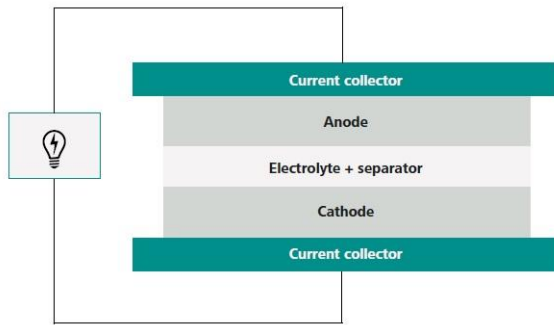 Current collector
Anode
Electrolyte + separator
Cathode
Current collector